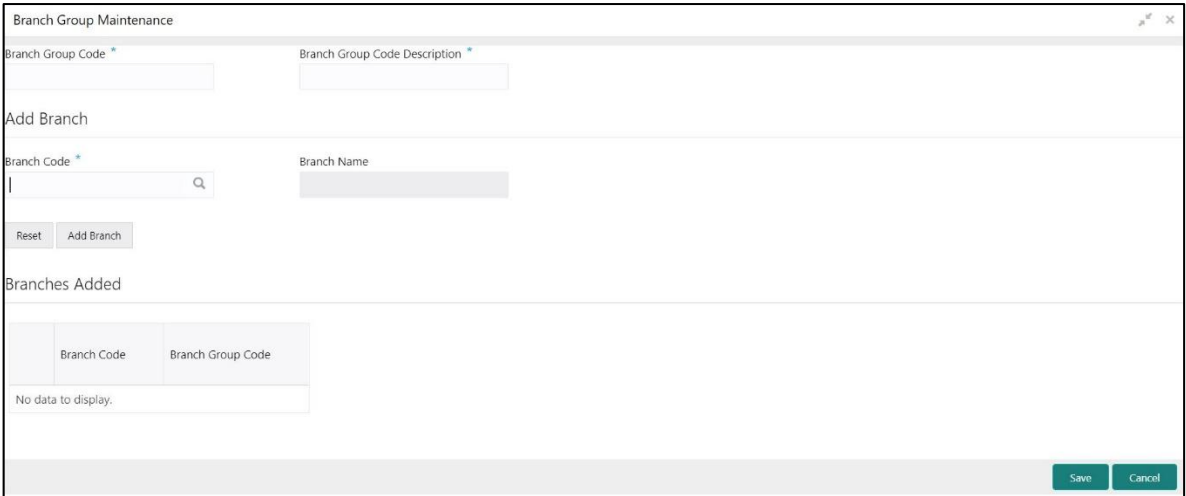 Branch Group Maintenance
Branch Group Code * Branch Group Code Description *
Add Branch
Branch Code * Branch Name
Reset Add Branch
Branches Added
Branch Code Branch Group Code
No data to display.
Save Cancel